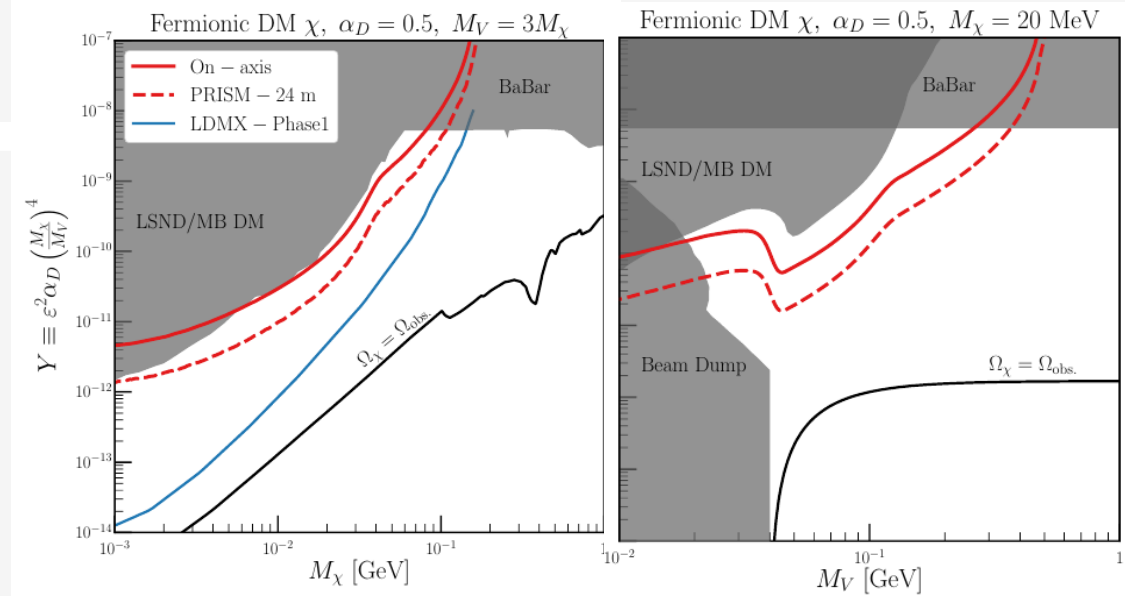 Fermionic DM χ, α_D = 0.5, M_V = 3M_χ
10^−7
10^−8
10^−9
10^−10
10^−11
10^−12
10^−13
10^−14
Y ≡ ε²α_D (M_χ/M_V)^4
On − axis
PRISM − 24 m
LDMX − Phase1
BaBar
LSND/MB DM
Ω_χ = Ω_obs.
10^−3
10^−2
10^−1
1
M_χ [GeV]
Fermionic DM χ, α_D = 0.5, M_χ = 20 MeV
BaBar
LSND/MB DM
Beam Dump
Ω_χ = Ω_obs.
10^−2
10^−1
1
M_V [GeV]